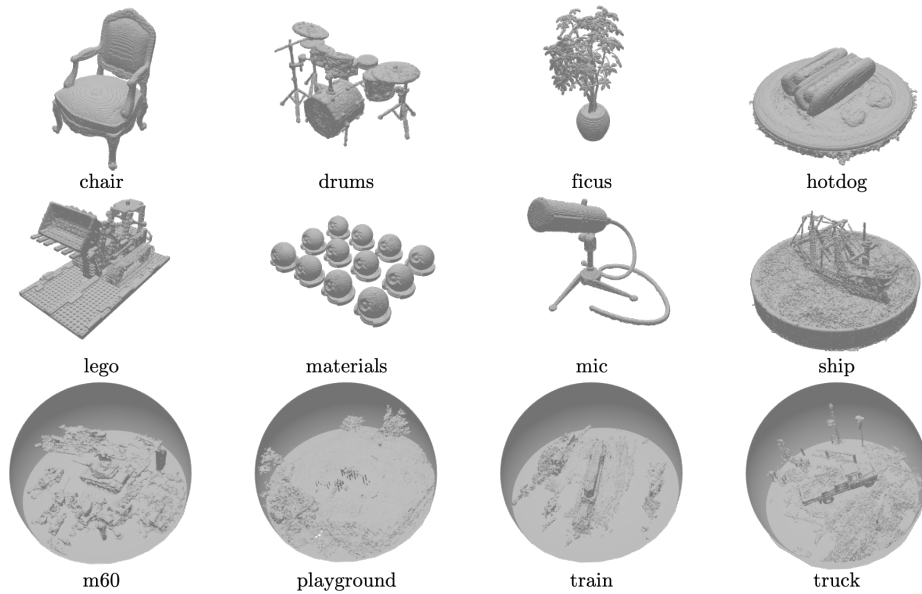 chair drums ficus hotdog
lego materials mic ship
m60 playground train truck